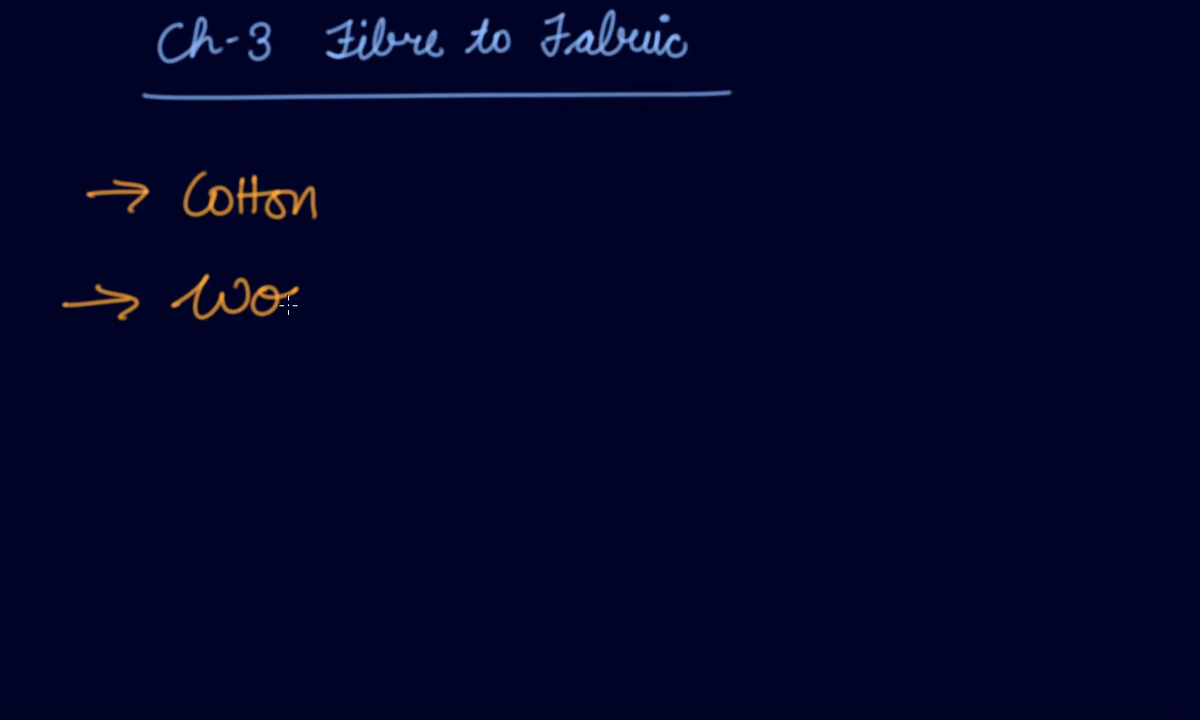 Ch-3 Fibre to Fabric
→ Cotton
→ Wo